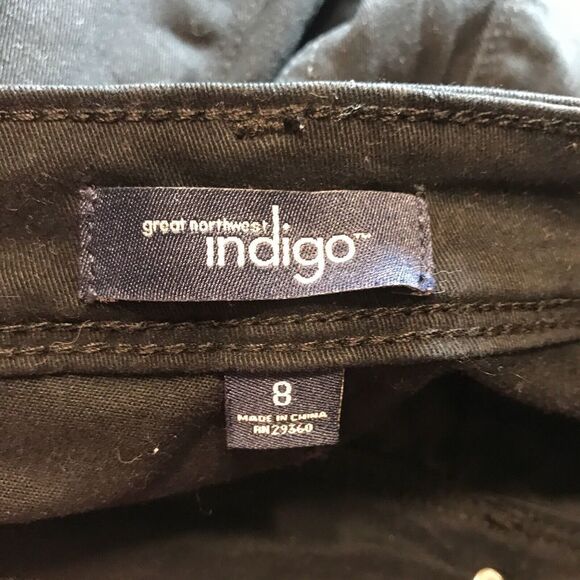 great northwest
indigo™
8
MADE IN CHINA
RN 29360